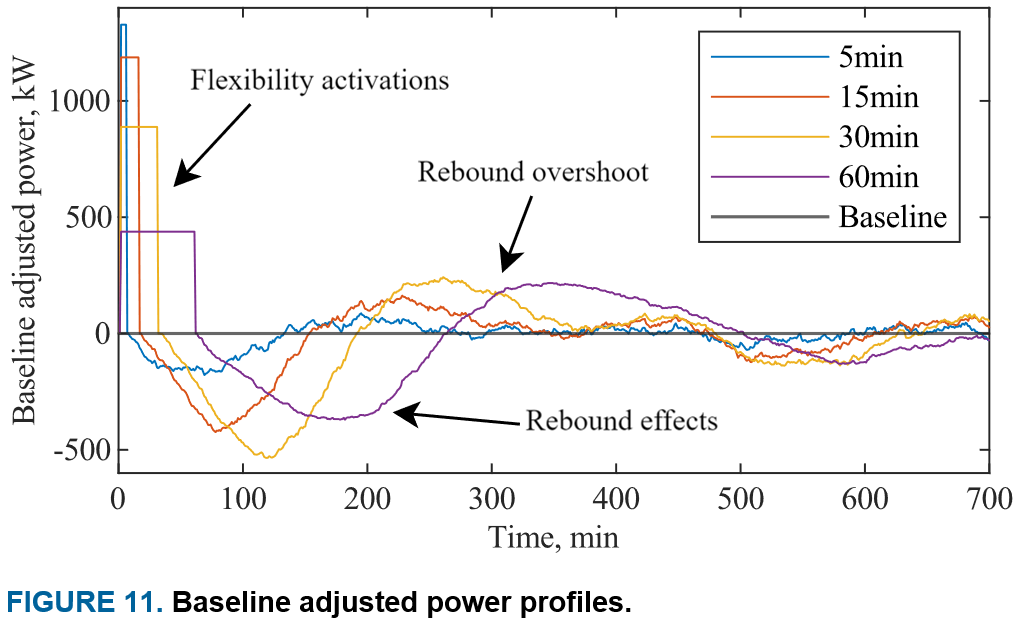 Flexibility activations
Rebound overshoot
Rebound effects
5min
15min
30min
60min
Baseline
Baseline adjusted power, kW
1000
500
0
-500
0 100 200 300 400 500 600 700
Time, min
FIGURE 11. Baseline adjusted power profiles.